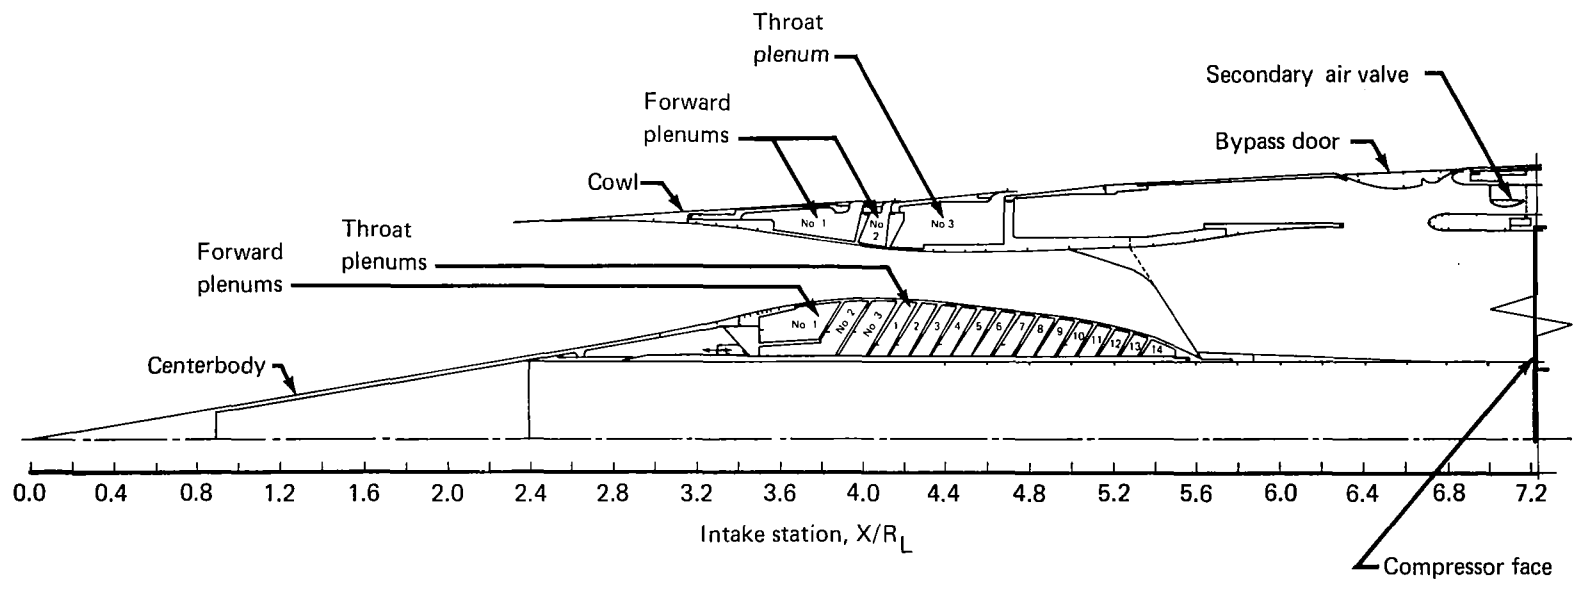 Throat
plenum
Secondary air valve
Forward
plenums
Bypass door
Cowl
No 1
No
2
No 3
Throat
plenums
Forward
plenums
No 1
No 2
No 3
1
2
3
4
5
6
7
8
9
10
11
12
13
14
Centerbody
0.0 0.4 0.8 1.2 1.6 2.0 2.4 2.8 3.2 3.6 4.0 4.4 4.8 5.2 5.6 6.0 6.4 6.8 7.2
Intake station, X/RL
Compressor face